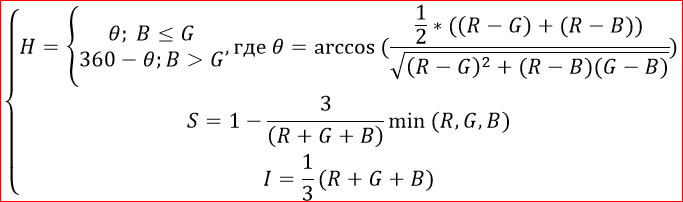 H = { θ; B ≤ G
360 − θ; B > G , где θ = arccos ( (1/2 * ((R − G) + (R − B))) / √((R − G)² + (R − B)(G − B)) )
S = 1 − 3/(R + G + B) min (R, G, B)
I = 1/3 (R + G + B)